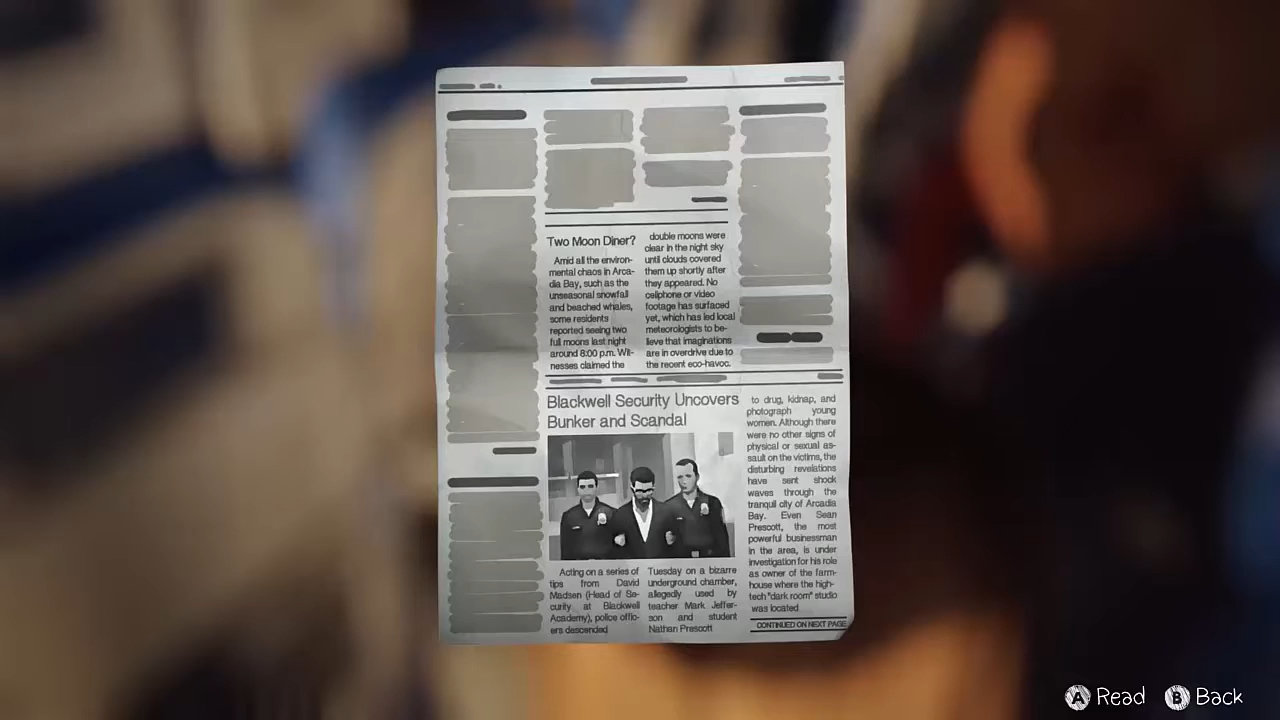 Two Moon Diner?
Amid all the environ-
mental chaos in Arca-
dia Bay, such as the
unseasonal snowfall
and beached whales,
some residents
reported seeing two
full moons last night
around 8:00 p.m. Wit-
nesses claimed the
double moons were
clear in the night sky
until clouds covered
them up shortly after
they appeared. No
cellphone or video
footage has surfaced
yet, which has led local
meteorologists to be-
lieve that imaginations
are in overdrive due to
the recent eco-havoc.
Blackwell Security Uncovers
Bunker and Scandal
Acting on a series of
tips from David
Madsen (Head of Se-
curity at Blackwell
Academy), police offic-
ers descended
Tuesday on a bizarre
underground chamber,
allegedly used by
teacher Mark Jeffer-
son and student
Nathan Prescott
to drug, kidnap, and
photograph young
women. Although there
were no other signs of
physical or sexual as-
sault on the victims, the
disturbing revelations
have sent shock
waves through the
tranquil city of Arcadia
Bay. Even Sean
Prescott, the most
powerful businessman
in the area, is under
investigation for his role
as owner of the farm-
house where the high-
tech "dark room" studio
was located
CONTINUED ON NEXT PAGE
A Read B Back